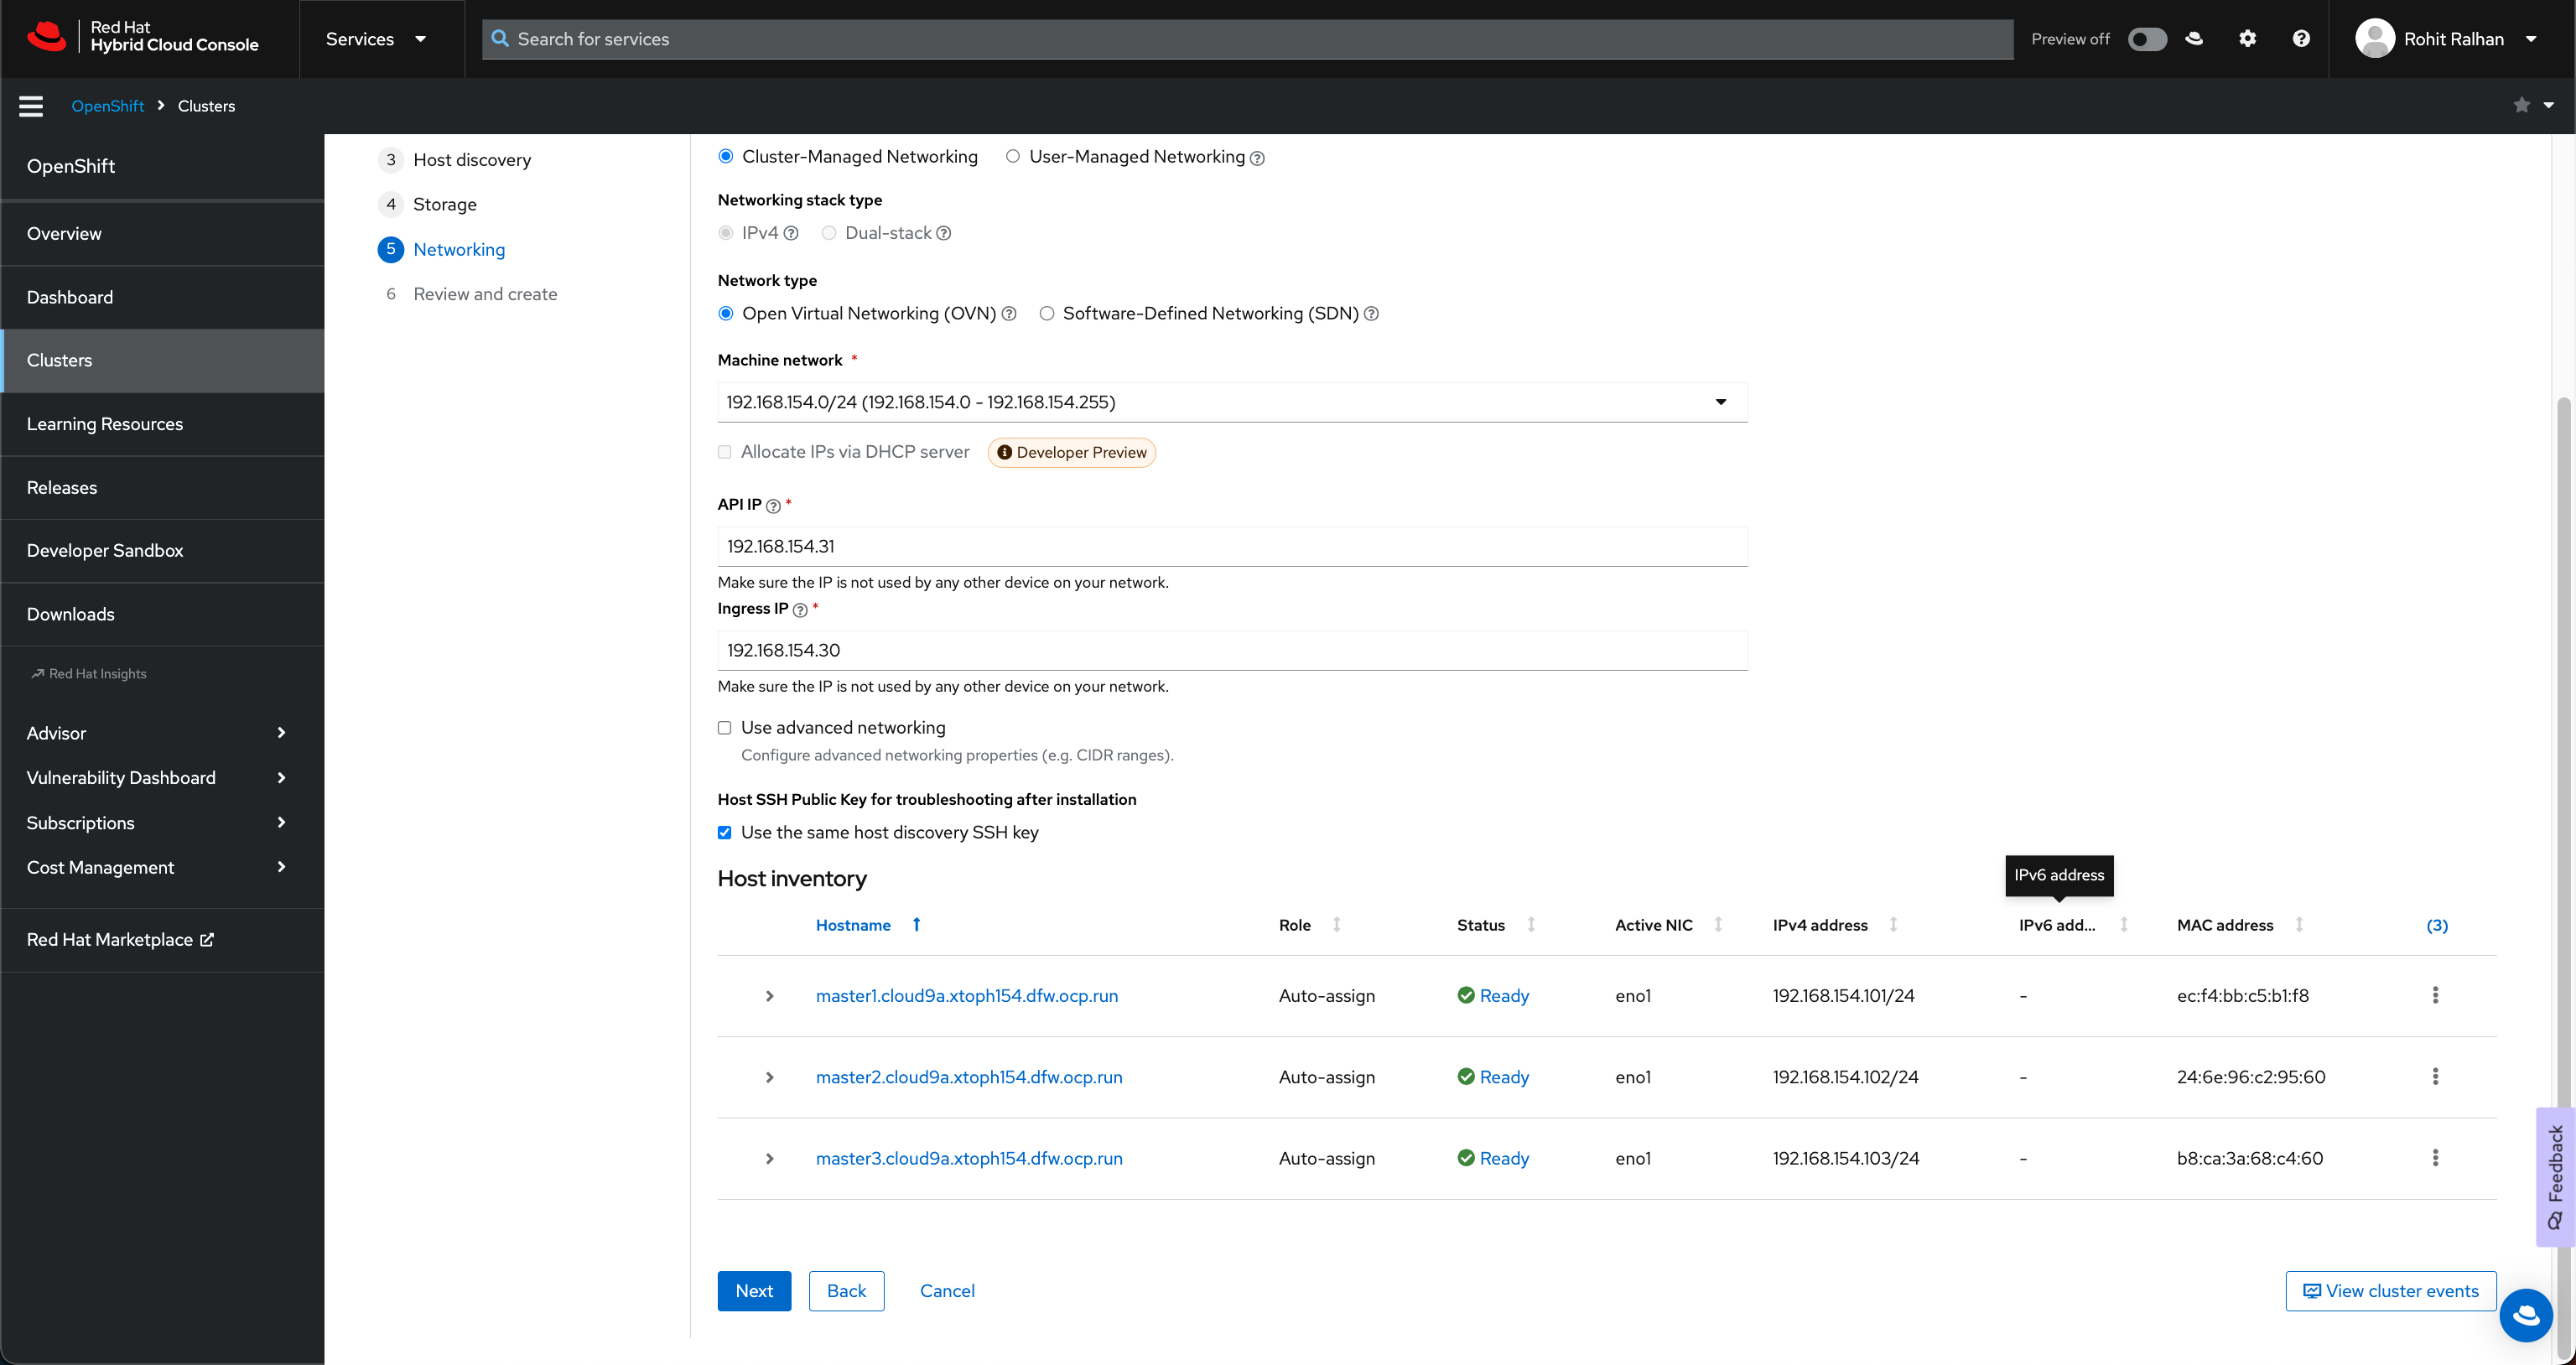 Red Hat
Hybrid Cloud Console
Services
Search for services
Preview off
Rohit Ralhan
OpenShift
Clusters
OpenShift
Overview
Dashboard
Clusters
Learning Resources
Releases
Developer Sandbox
Downloads
Red Hat Insights
Advisor
Vulnerability Dashboard
Subscriptions
Cost Management
Red Hat Marketplace
3 Host discovery
4 Storage
5 Networking
6 Review and create
Cluster-Managed Networking User-Managed Networking
Networking stack type
IPv4 Dual-stack
Network type
Open Virtual Networking (OVN) Software-Defined Networking (SDN)
Machine network *
192.168.154.0/24 (192.168.154.0 - 192.168.154.255)
Allocate IPs via DHCP server Developer Preview
API IP *
192.168.154.31
Make sure the IP is not used by any other device on your network.
Ingress IP *
192.168.154.30
Make sure the IP is not used by any other device on your network.
Use advanced networking
Configure advanced networking properties (e.g. CIDR ranges).
Host SSH Public Key for troubleshooting after installation
Use the same host discovery SSH key
Host inventory
IPv6 address
Hostname Role Status Active NIC IPv4 address IPv6 add... MAC address (3)
master1.cloud9a.xtoph154.dfw.ocp.run Auto-assign Ready eno1 192.168.154.101/24 - ec:f4:bb:c5:b1:f8
master2.cloud9a.xtoph154.dfw.ocp.run Auto-assign Ready eno1 192.168.154.102/24 - 24:6e:96:c2:95:60
master3.cloud9a.xtoph154.dfw.ocp.run Auto-assign Ready eno1 192.168.154.103/24 - b8:ca:3a:68:c4:60
Next Back Cancel
View cluster events
Feedback